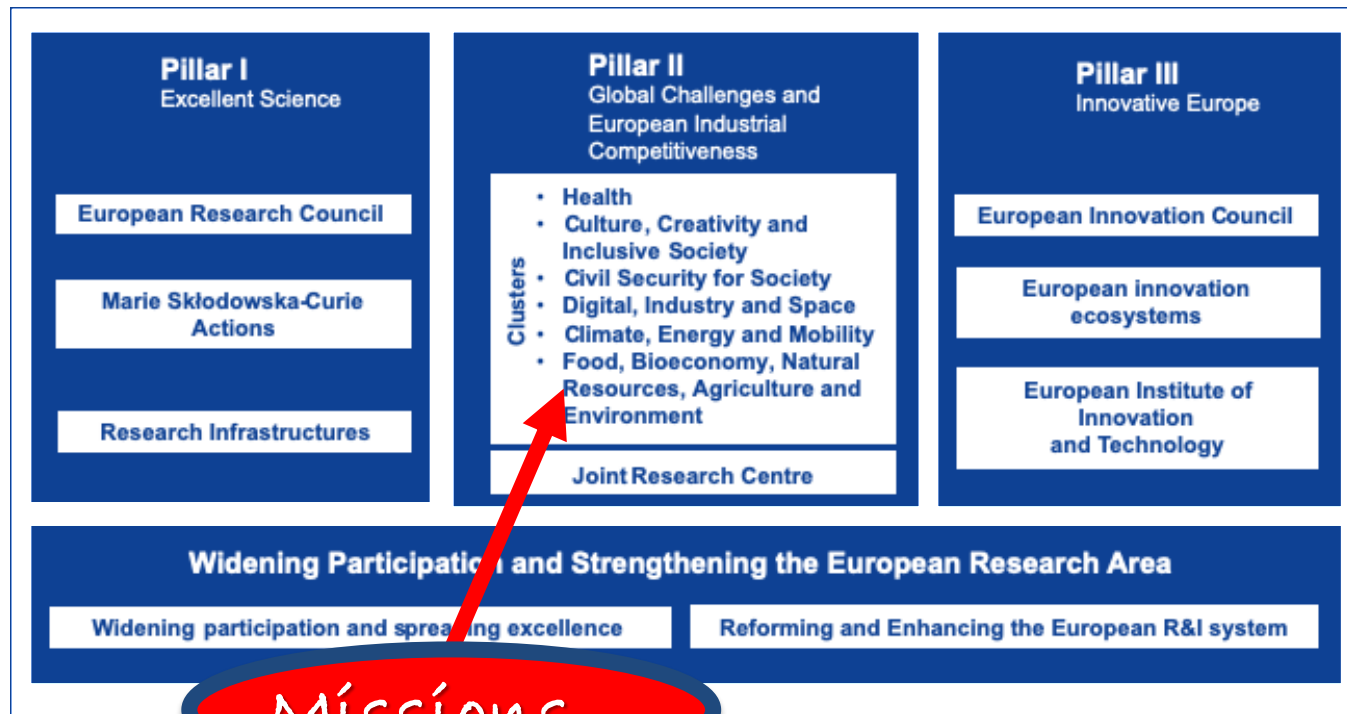 Pillar I
Excellent Science
European Research Council
Marie Skłodowska-Curie
Actions
Research Infrastructures
Pillar II
Global Challenges and
European Industrial
Competitiveness
Clusters
• Health
• Culture, Creativity and
Inclusive Society
• Civil Security for Society
• Digital, Industry and Space
• Climate, Energy and Mobility
• Food, Bioeconomy, Natural
Resources, Agriculture and
Environment
Joint Research Centre
Pillar III
Innovative Europe
European Innovation Council
European innovation
ecosystems
European Institute of
Innovation
and Technology
Widening Participation and Strengthening the European Research Area
Widening participation and spreading excellence
Reforming and Enhancing the European R&I system
Missions